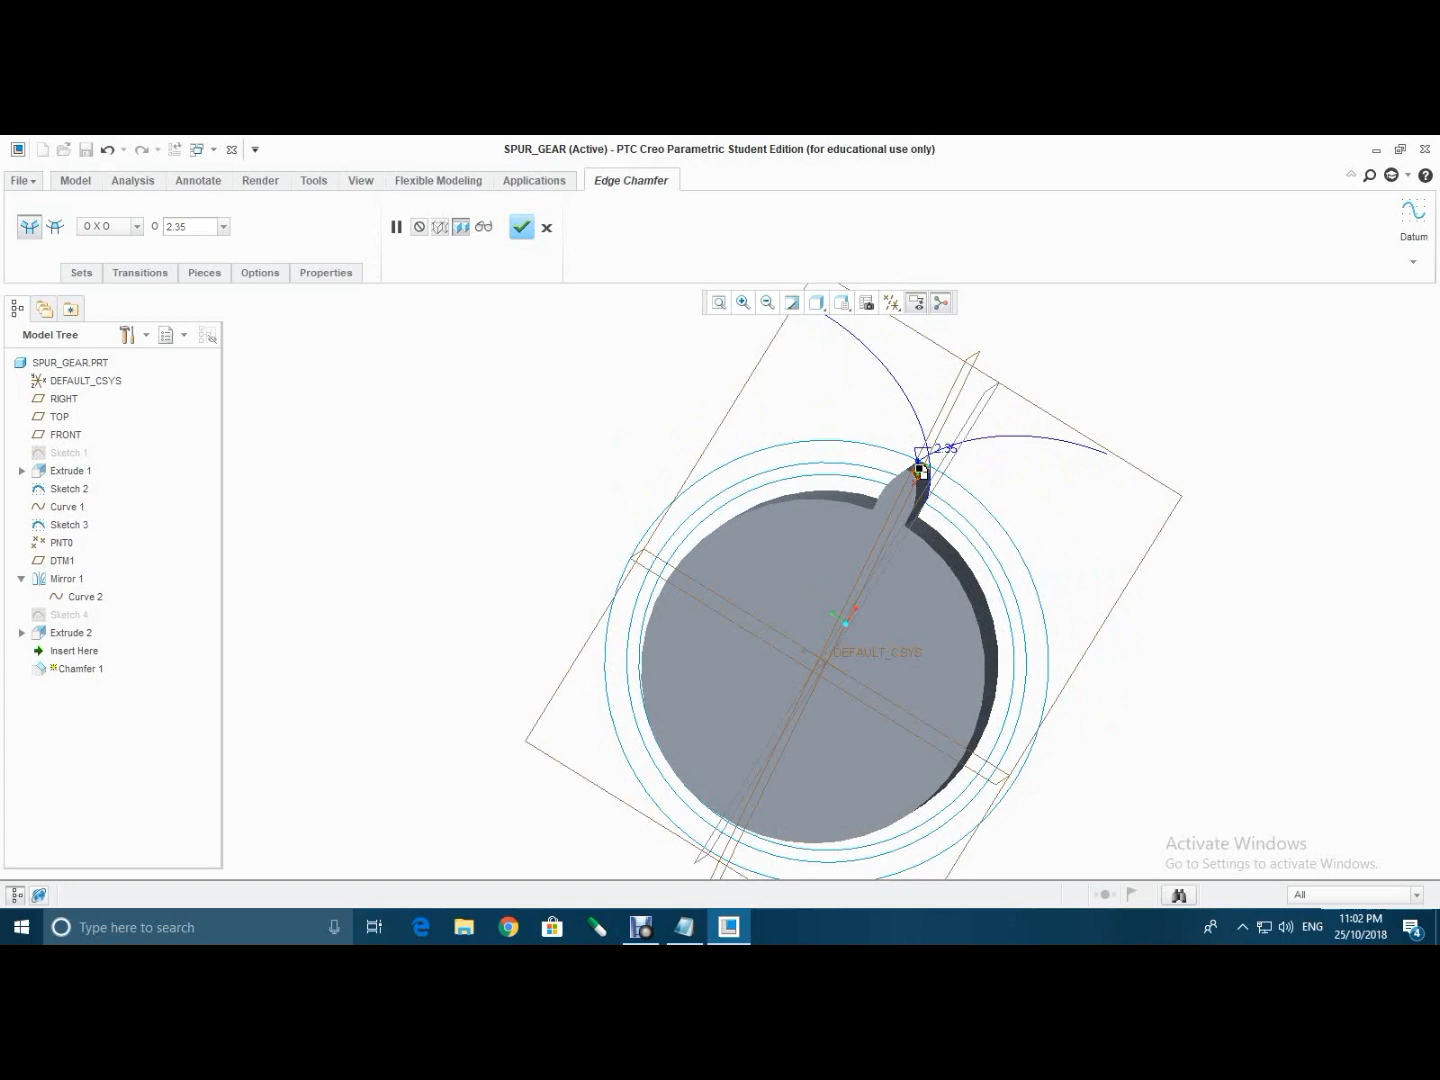 SPUR_GEAR (Active) - PTC Creo Parametric Student Edition (for educational use only)
File Model Analysis Annotate Render Tools View Flexible Modeling Applications Edge Chamfer
O X O O 2.35
Datum
Sets Transitions Pieces Options Properties
Model Tree
SPUR_GEAR.PRT
DEFAULT_CSYS
RIGHT
TOP
FRONT
Sketch 1
Extrude 1
Sketch 2
Curve 1
Sketch 3
PNT0
DTM1
Mirror 1
Curve 2
Sketch 4
Extrude 2
Insert Here
Chamfer 1
2.35
DEFAULT_CSYS
Activate Windows
Go to Settings to activate Windows.
All
Type here to search
ENG
11:02 PM
25/10/2018
4